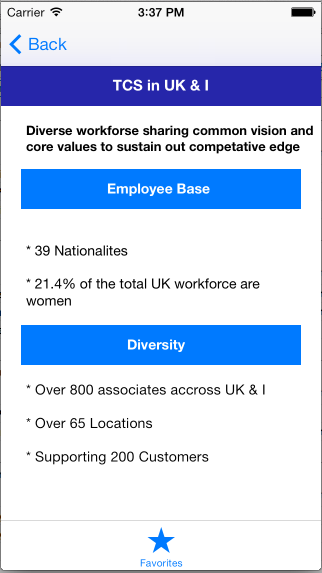 Carrier 3:37 PM
Back
TCS in UK & I
Diverse workforse sharing common vision and
core values to sustain out competative edge
Employee Base
* 39 Nationalites
* 21.4% of the total UK workforce are
women
Diversity
* Over 800 associates accross UK & I
* Over 65 Locations
* Supporting 200 Customers
Favorites